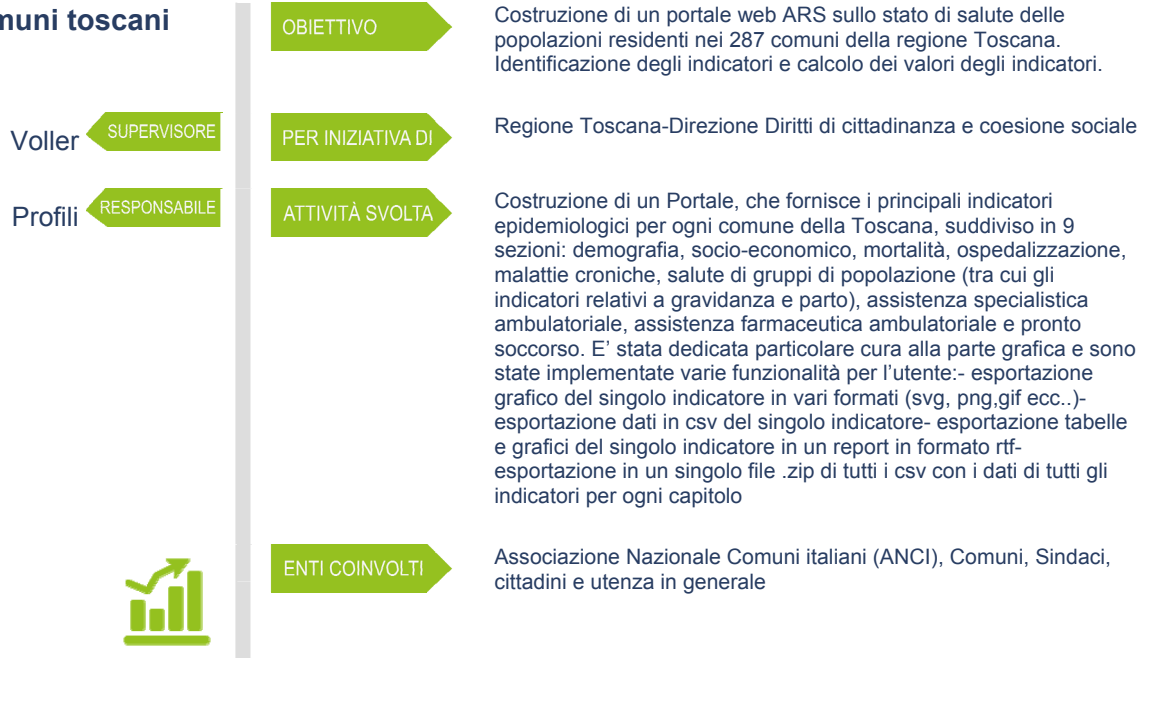 muni toscani
Voller SUPERVISORE
Profili RESPONSABILE
OBIETTIVO
Costruzione di un portale web ARS sullo stato di salute delle
popolazioni residenti nei 287 comuni della regione Toscana.
Identificazione degli indicatori e calcolo dei valori degli indicatori.
PER INIZIATIVA DI
Regione Toscana-Direzione Diritti di cittadinanza e coesione sociale
ATTIVITÀ SVOLTA
Costruzione di un Portale, che fornisce i principali indicatori
epidemiologici per ogni comune della Toscana, suddiviso in 9
sezioni: demografia, socio-economico, mortalità, ospedalizzazione,
malattie croniche, salute di gruppi di popolazione (tra cui gli
indicatori relativi a gravidanza e parto), assistenza specialistica
ambulatoriale, assistenza farmaceutica ambulatoriale e pronto
soccorso. E’ stata dedicata particolare cura alla parte grafica e sono
state implementate varie funzionalità per l’utente:- esportazione
grafico del singolo indicatore in vari formati (svg, png,gif ecc..)-
esportazione dati in csv del singolo indicatore- esportazione tabelle
e grafici del singolo indicatore in un report in formato rtf-
esportazione in un singolo file .zip di tutti i csv con i dati di tutti gli
indicatori per ogni capitolo
ENTI COINVOLTI
Associazione Nazionale Comuni italiani (ANCI), Comuni, Sindaci,
cittadini e utenza in generale